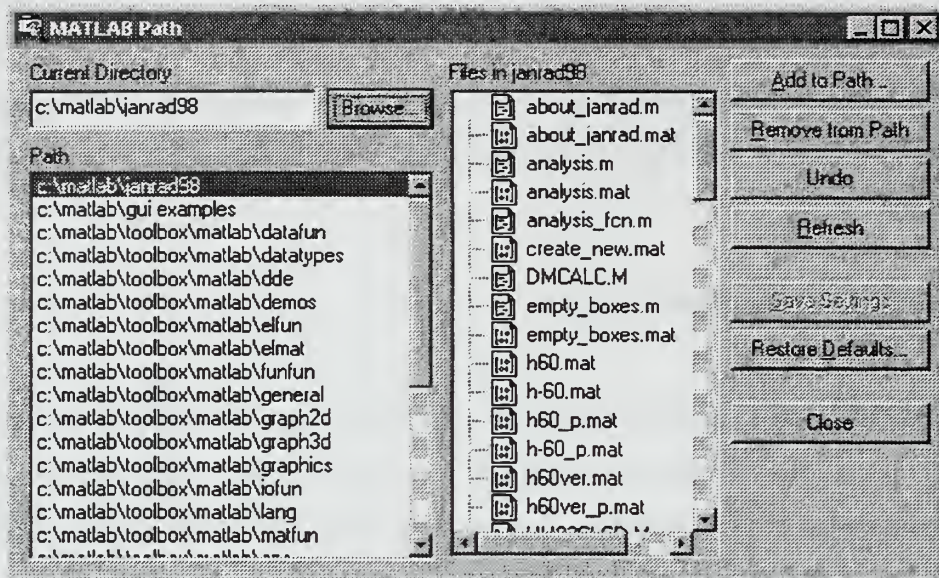 MATLAB Path
Current Directory
c:\matlab\janrad98
Browse...
Path
c:\matlab\janrad98
c:\matlab\gui examples
c:\matlab\toolbox\matlab\datafun
c:\matlab\toolbox\matlab\datatypes
c:\matlab\toolbox\matlab\dde
c:\matlab\toolbox\matlab\demos
c:\matlab\toolbox\matlab\elfun
c:\matlab\toolbox\matlab\elmat
c:\matlab\toolbox\matlab\funfun
c:\matlab\toolbox\matlab\general
c:\matlab\toolbox\matlab\graph2d
c:\matlab\toolbox\matlab\graph3d
c:\matlab\toolbox\matlab\graphics
c:\matlab\toolbox\matlab\iofun
c:\matlab\toolbox\matlab\lang
c:\matlab\toolbox\matlab\matfun
Files in janrad98
about_janrad.m
about_janrad.mat
analysis.m
analysis.mat
analysis_fcn.m
create_new.mat
DMCALC.M
empty_boxes.m
empty_boxes.mat
h60.mat
h-60.mat
h60_p.mat
h-60_p.mat
h60ver.mat
h60ver_p.mat
Add to Path...
Remove from Path
Undo
Refresh
Save Settings
Restore Defaults...
Close